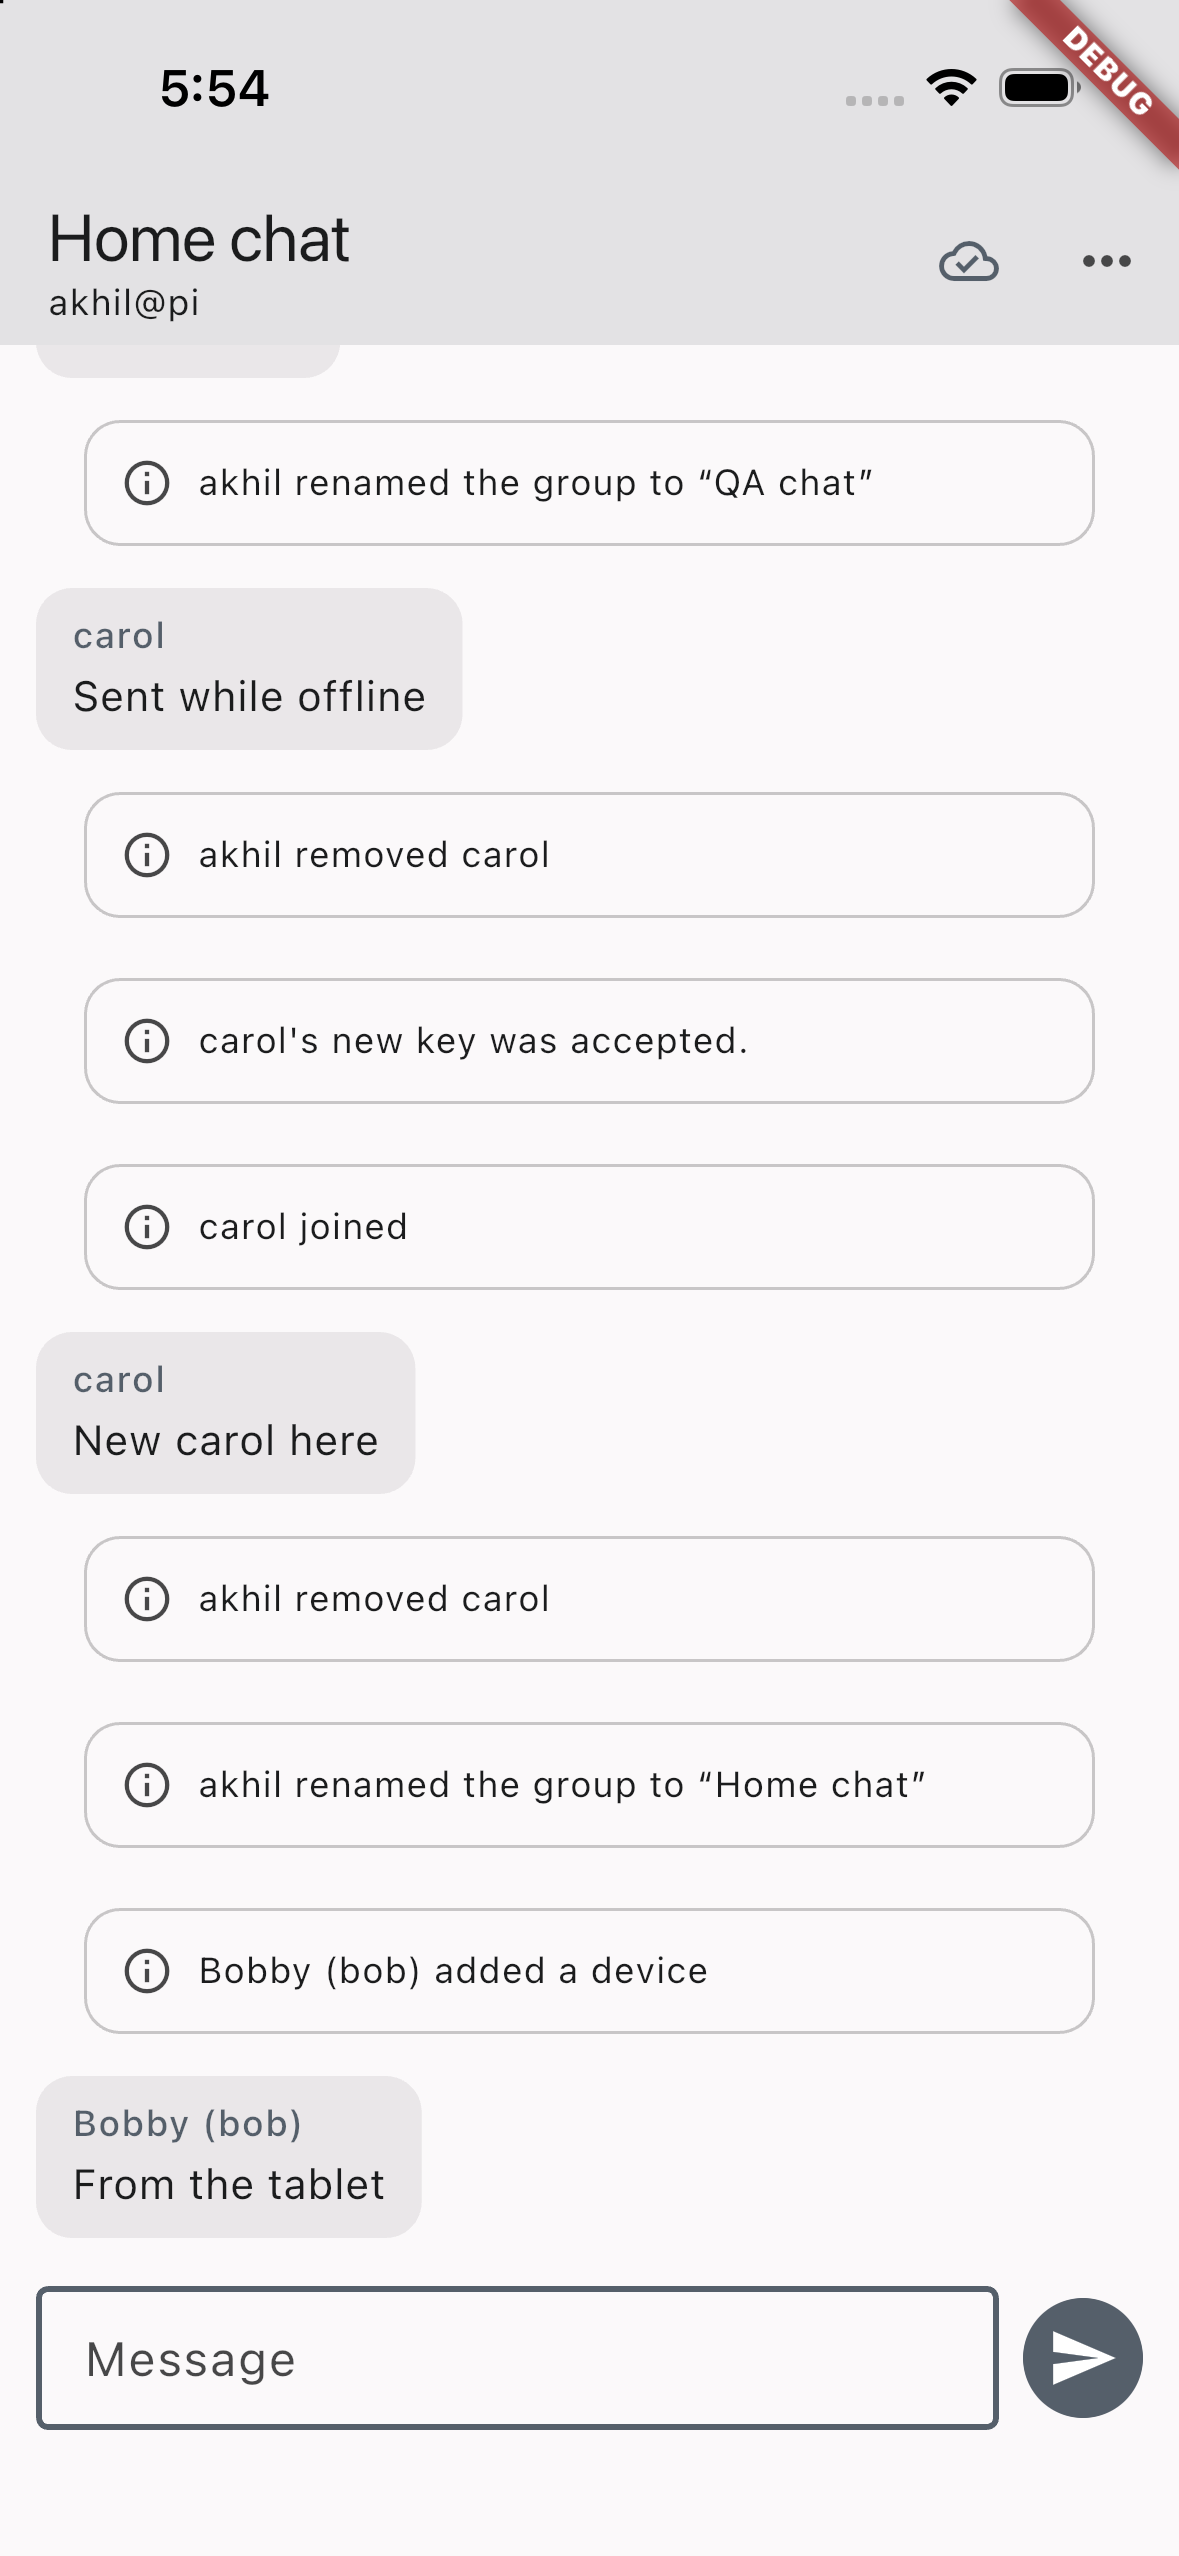 5:54
DEBUG
Home chat
akhil@pi
akhil renamed the group to “QA chat”
carol
Sent while offline
akhil removed carol
carol's new key was accepted.
carol joined
carol
New carol here
akhil removed carol
akhil renamed the group to “Home chat”
Bobby (bob) added a device
Bobby (bob)
From the tablet
Message